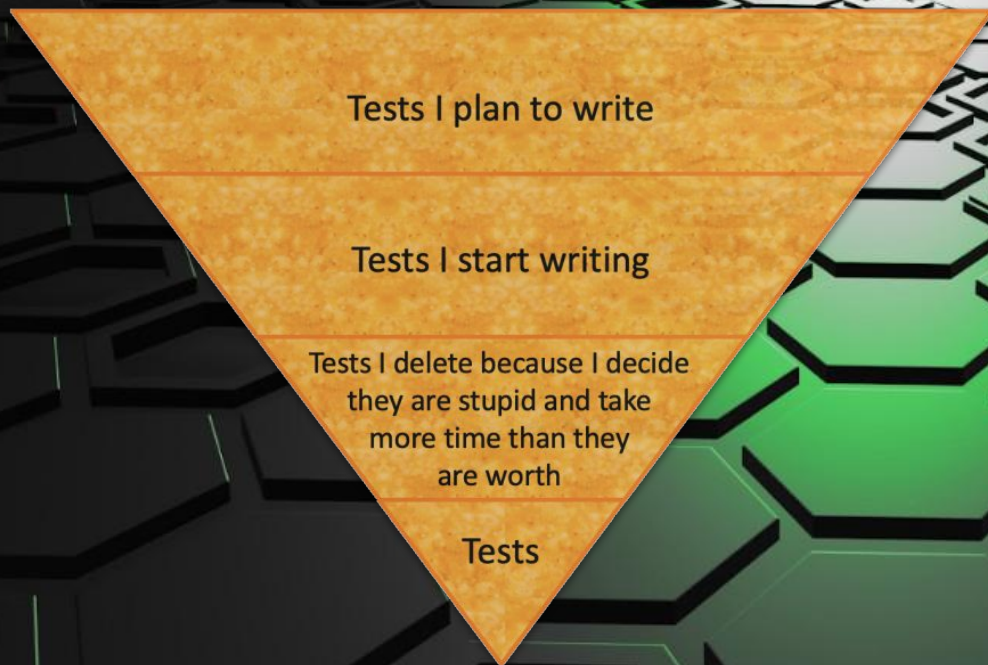 Tests I plan to write
Tests I start writing
Tests I delete because I decide
they are stupid and take
more time than they
are worth
Tests